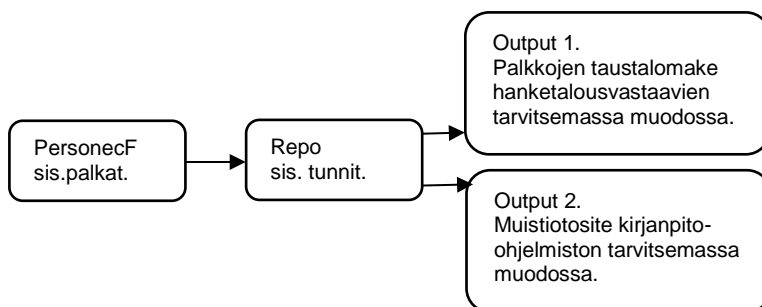 PersonecF
sis.palkat.
Repo
sis. tunnit.
Output 1.
Palkkojen taustalomake
hanketalousvastaavien
tarvitsemassa muodossa.
Output 2.
Muistiotosite kirjanpito-
ohjelmiston tarvitsemassa
muodossa.